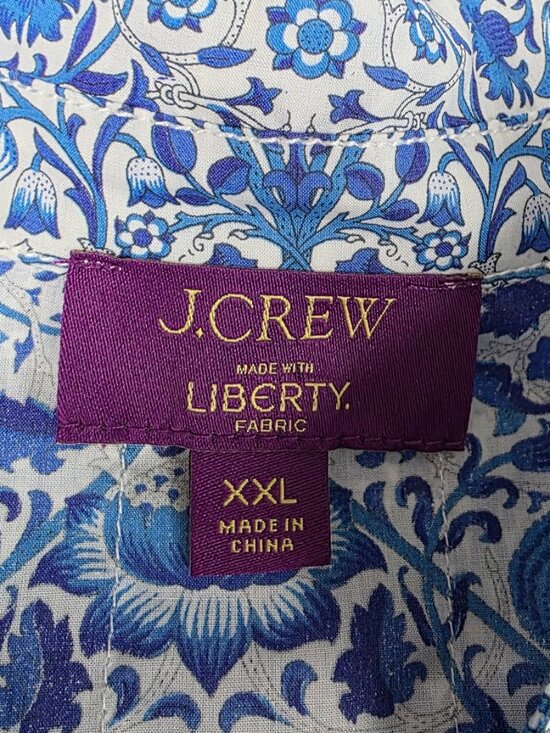 J.CREW
MADE WITH
LIBERTY.
FABRIC
XXL
MADE IN
CHINA